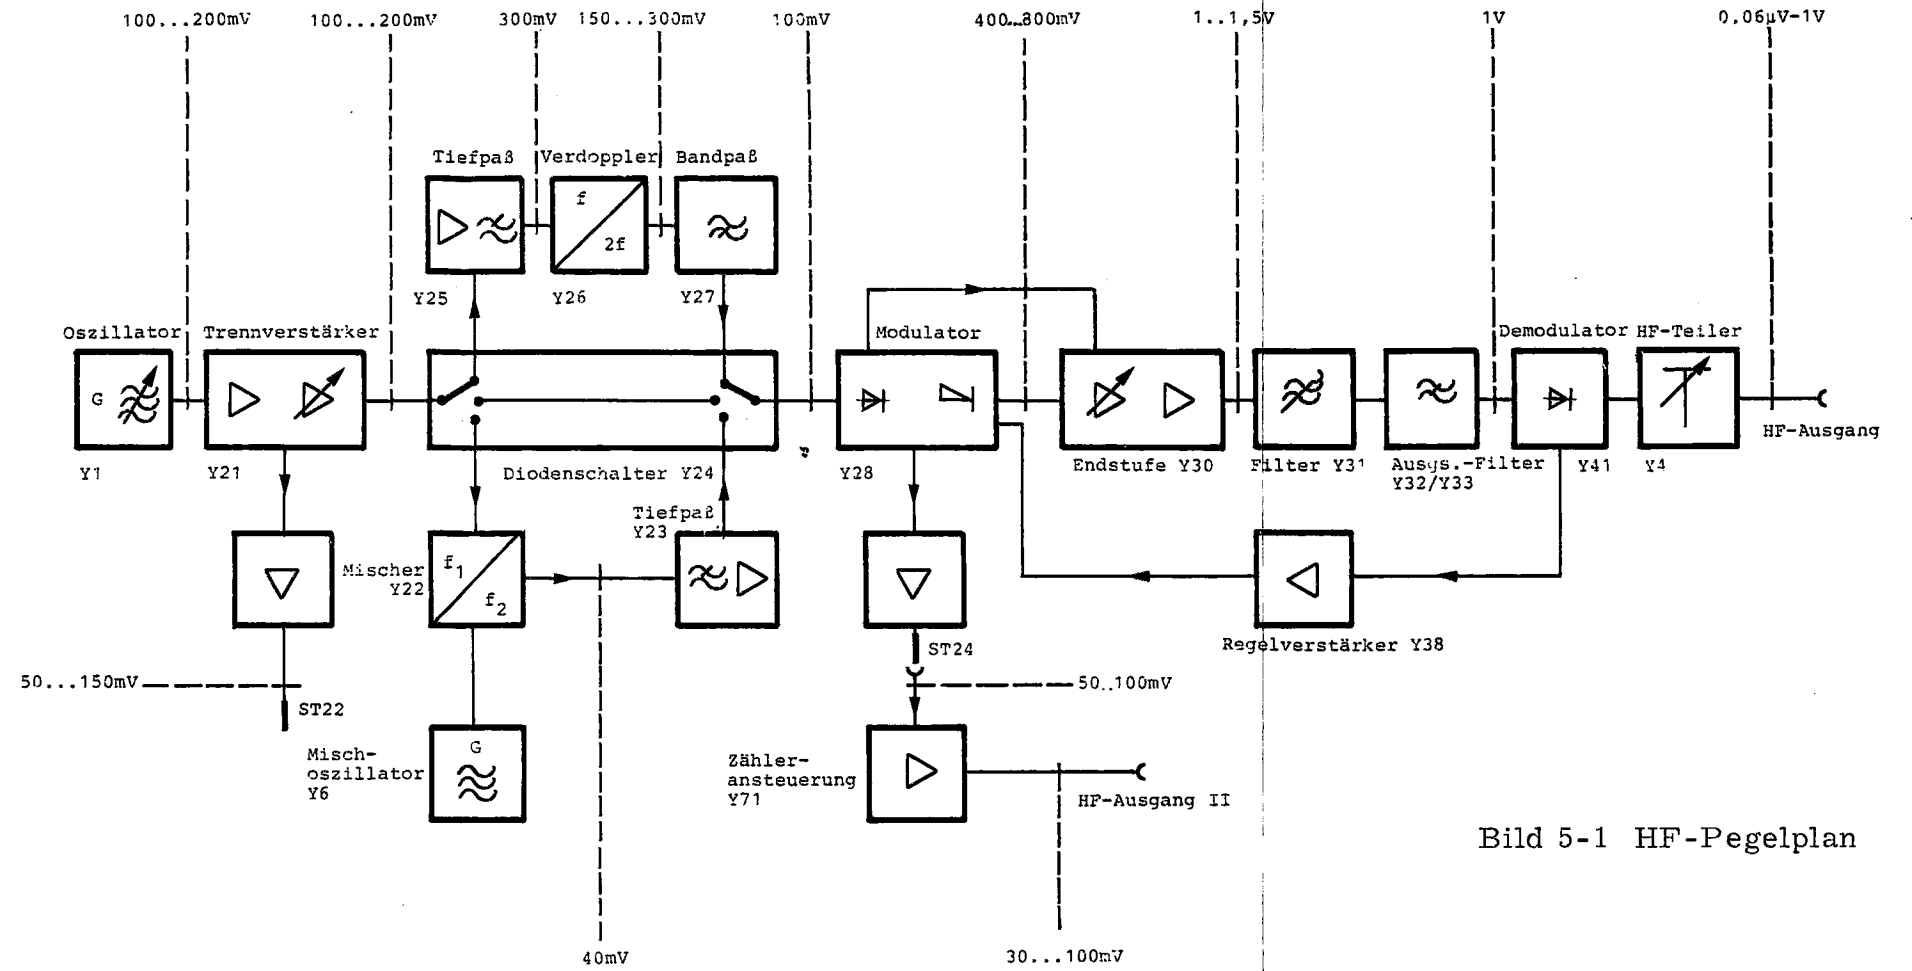 100...200mV
100...200mV
300mV
150...300mV
100mV
400...800mV
1..1,5V
1V
0,06µV-1V
Tiefpaß
Verdoppler
Bandpaß
f
2f
Y25
Y26
Y27
Oszillator
Trennverstärker
Modulator
Demodulator
HF-Teiler
G
HF-Ausgang
Y1
Y21
Diodenschalter Y24
Y28
Endstufe Y30
Filter Y31
Ausgs.-Filter
Y32/Y33
Y41
Y4
Tiefpaß
Y23
Mischer
Y22
f1
f2
ST24
Regelverstärker Y38
50...150mV
50..100mV
ST22
Misch-
oszillator
Y6
G
Zähler-
ansteuerung
Y71
HF-Ausgang II
Bild 5-1 HF-Pegelplan
40mV
30...100mV